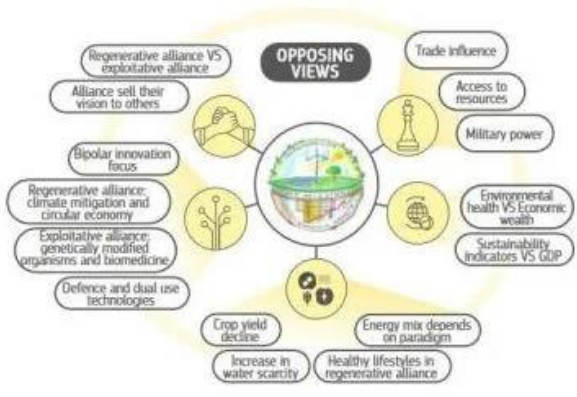 OPPOSING
VIEWS
Regenerative alliance VS
exploitative alliance
Alliance sell their
vision to others
Trade influence
Access to
resources
Military power
Bipolar innovation
focus
Regenerative alliance:
climate mitigation and
circular economy
Exploitative alliance:
genetically modified
organisms and biomedicine
Defence and dual use
technologies
Environmental
health VS Economic
wealth
Sustainability
indicators VS GDP
Crop yield
decline
Increase in
water scarcity
Energy mix depends
on paradigm
Healthy lifestyles in
regenerative alliance